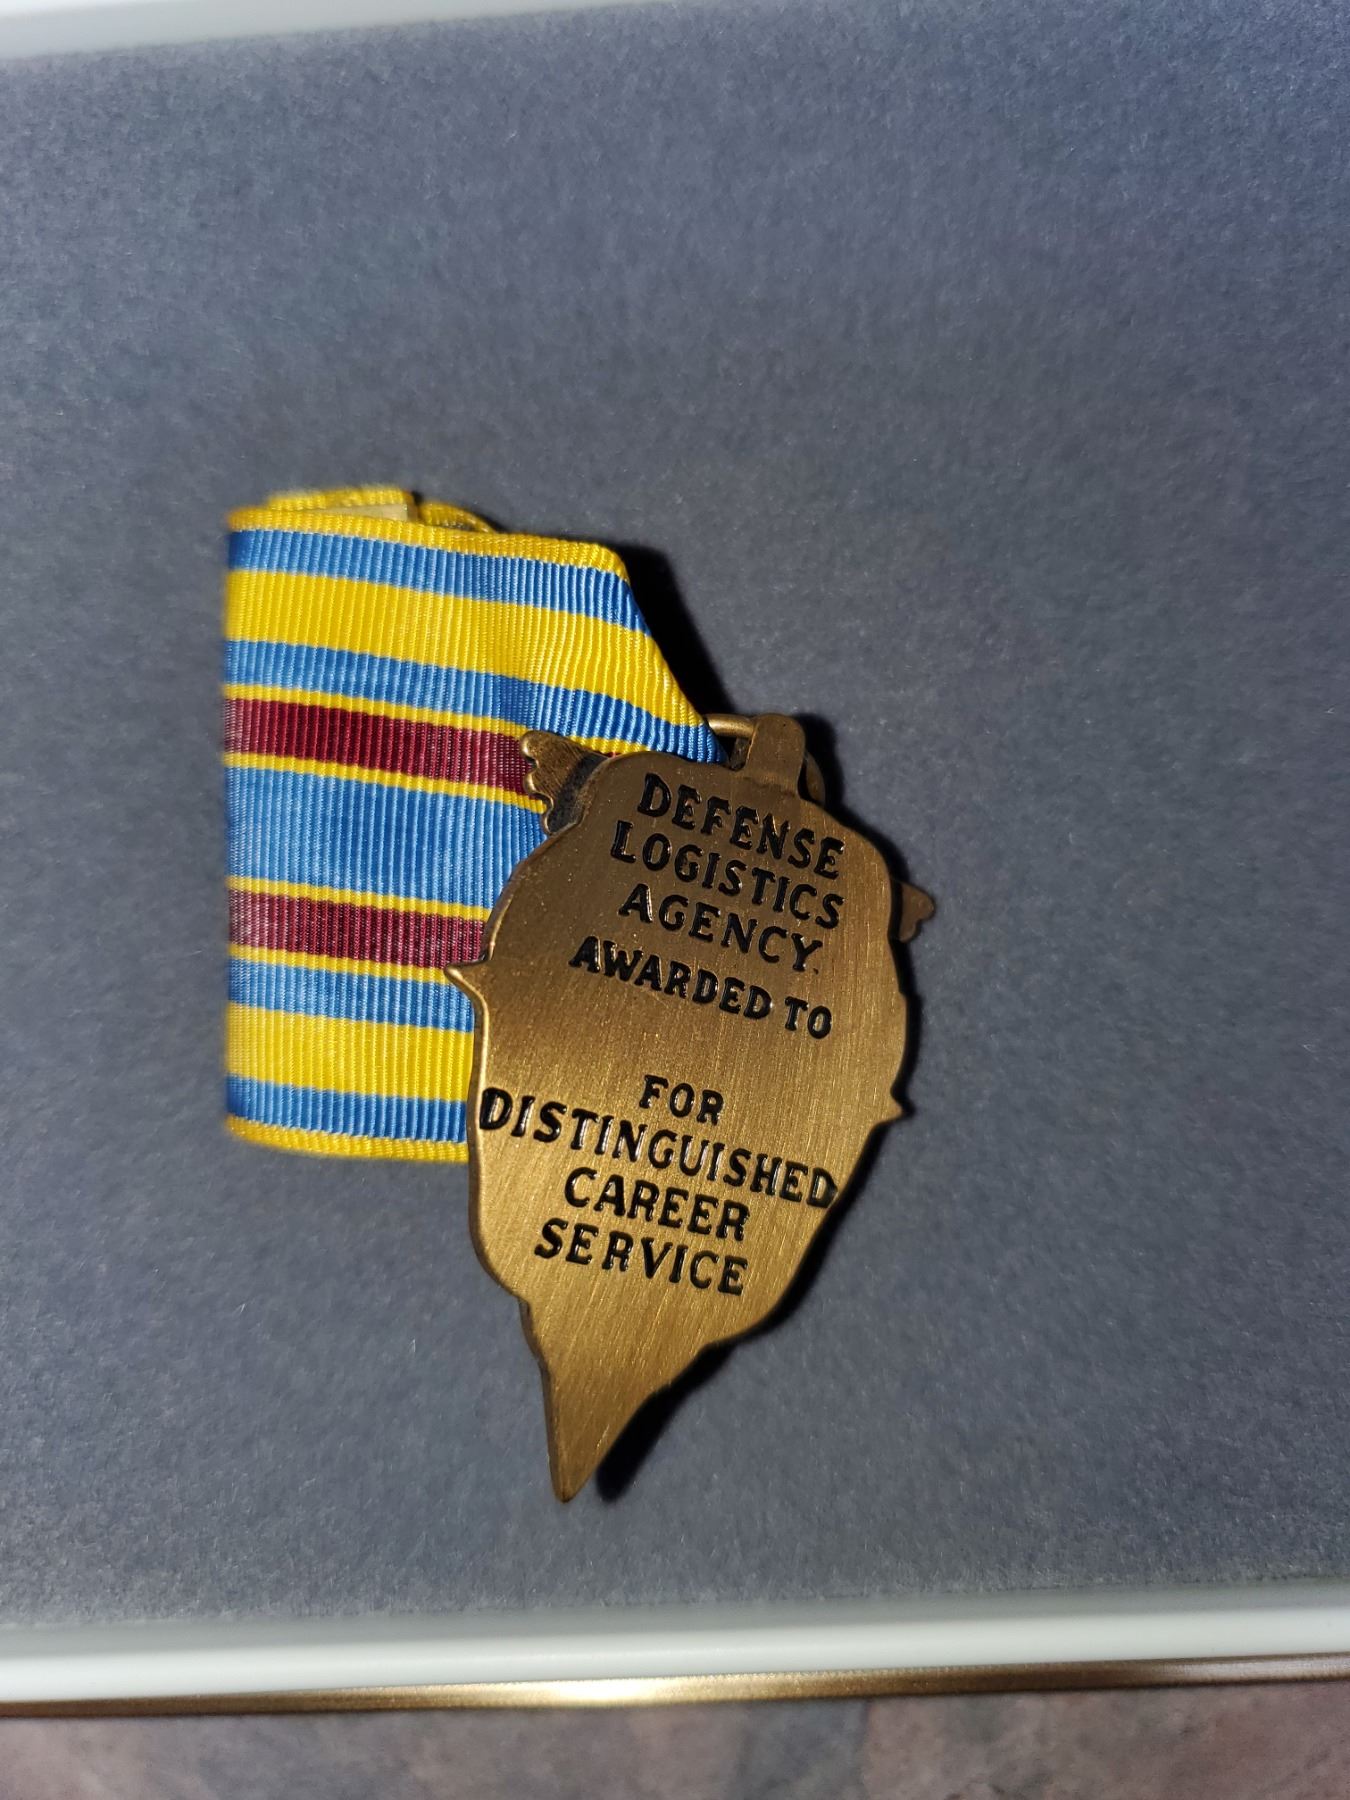 DEFENSE
LOGISTICS
AGENCY
AWARDED TO
FOR
DISTINGUISHED
CAREER
SERVICE